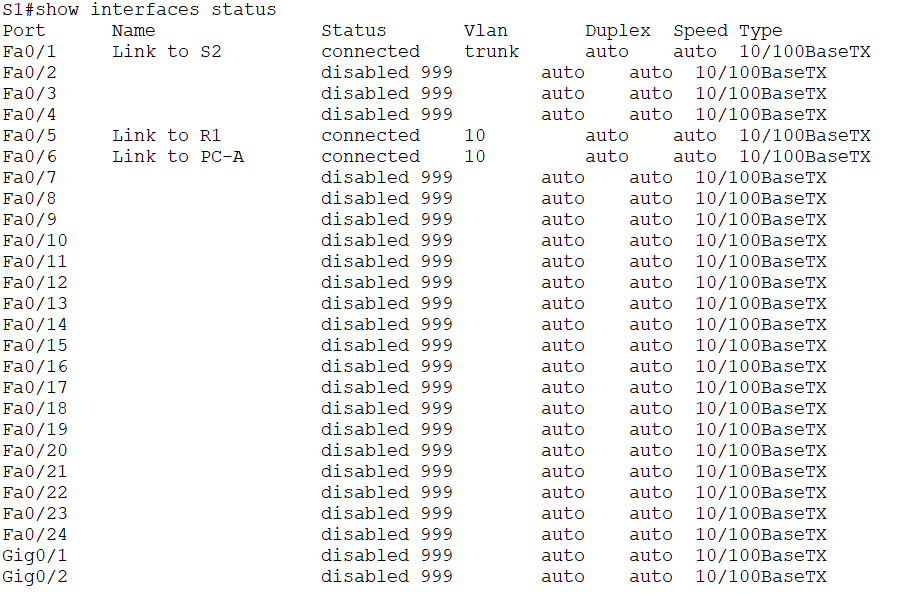 S1#show interfaces status
Port      Name               Status       Vlan       Duplex  Speed Type
Fa0/1     Link to S2         connected    trunk      auto    auto  10/100BaseTX
Fa0/2                        disabled 999        auto    auto  10/100BaseTX
Fa0/3                        disabled 999        auto    auto  10/100BaseTX
Fa0/4                        disabled 999        auto    auto  10/100BaseTX
Fa0/5     Link to R1         connected    10         auto    auto  10/100BaseTX
Fa0/6     Link to PC-A       connected    10         auto    auto  10/100BaseTX
Fa0/7                        disabled 999        auto    auto  10/100BaseTX
Fa0/8                        disabled 999        auto    auto  10/100BaseTX
Fa0/9                        disabled 999        auto    auto  10/100BaseTX
Fa0/10                       disabled 999        auto    auto  10/100BaseTX
Fa0/11                       disabled 999        auto    auto  10/100BaseTX
Fa0/12                       disabled 999        auto    auto  10/100BaseTX
Fa0/13                       disabled 999        auto    auto  10/100BaseTX
Fa0/14                       disabled 999        auto    auto  10/100BaseTX
Fa0/15                       disabled 999        auto    auto  10/100BaseTX
Fa0/16                       disabled 999        auto    auto  10/100BaseTX
Fa0/17                       disabled 999        auto    auto  10/100BaseTX
Fa0/18                       disabled 999        auto    auto  10/100BaseTX
Fa0/19                       disabled 999        auto    auto  10/100BaseTX
Fa0/20                       disabled 999        auto    auto  10/100BaseTX
Fa0/21                       disabled 999        auto    auto  10/100BaseTX
Fa0/22                       disabled 999        auto    auto  10/100BaseTX
Fa0/23                       disabled 999        auto    auto  10/100BaseTX
Fa0/24                       disabled 999        auto    auto  10/100BaseTX
Gig0/1                       disabled 999        auto    auto  10/100BaseTX
Gig0/2                       disabled 999        auto    auto  10/100BaseTX